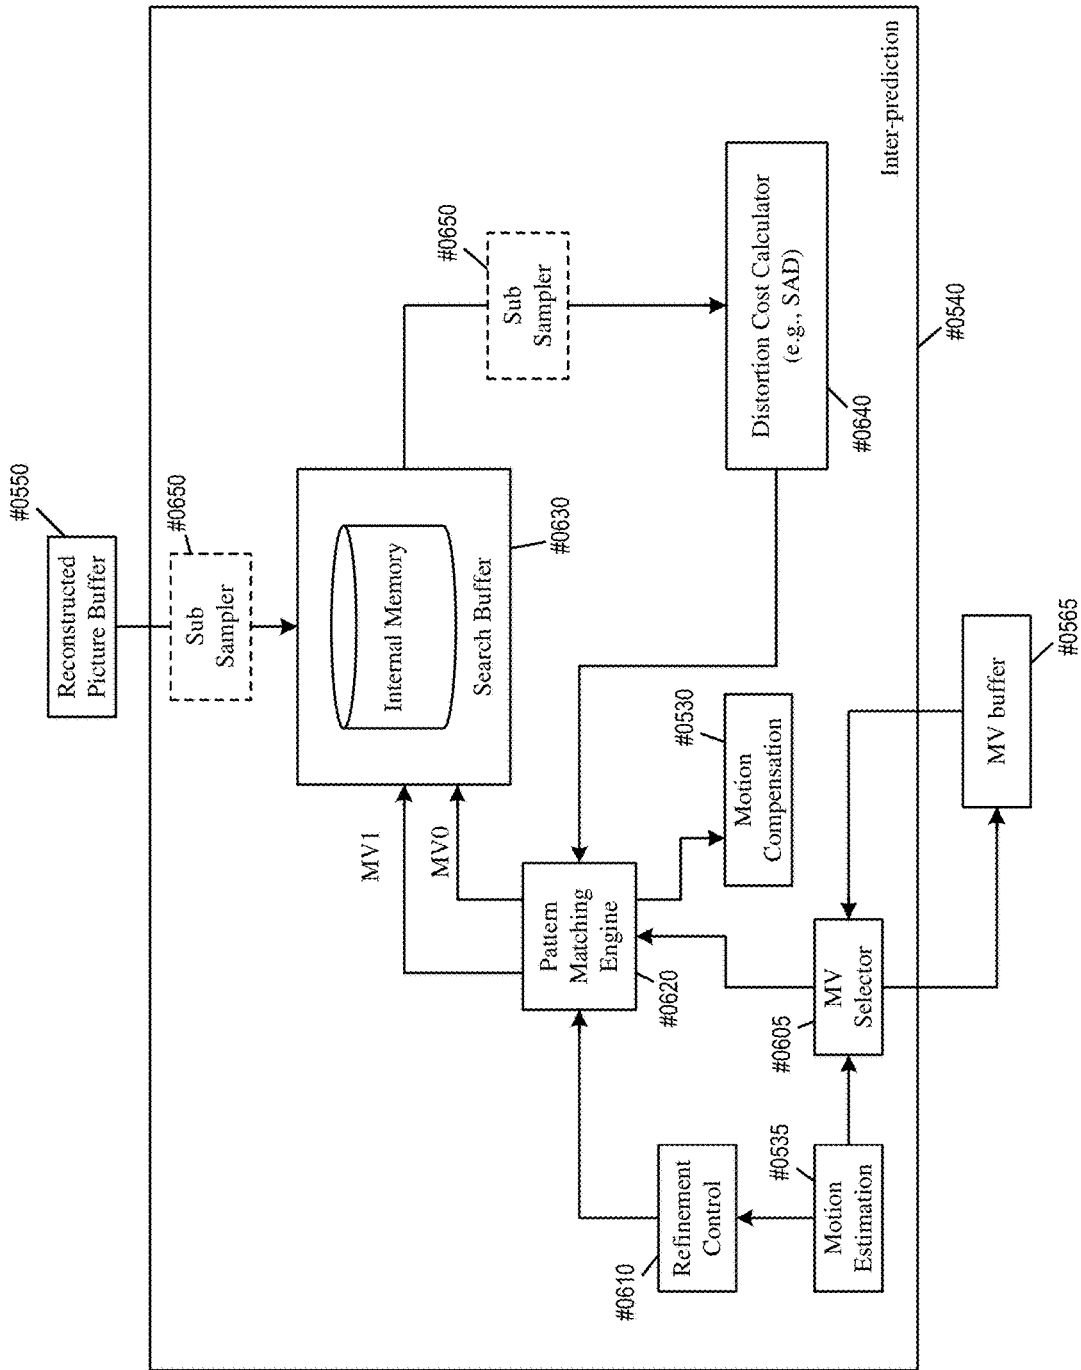 #0550
Reconstructed
Picture Buffer
#0650
Sub
Sampler
Internal Memory
Search Buffer
#0630
#0650
Sub
Sampler
Distortion Cost Calculator
(e.g., SAD)
#0640
MV1
MV0
Pattern
Matching
Engine
#0620
#0530
Motion
Compensation
Refinement
Control
#0610
#0535
Motion
Estimation
MV
Selector
#0605
MV buffer
#0565
Inter-prediction
#0540